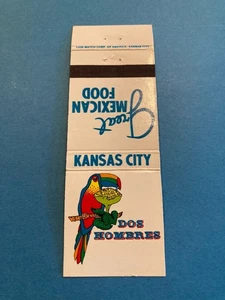 great
MEXICAN
FOOD
KANSAS CITY
DOS
HOMBRES